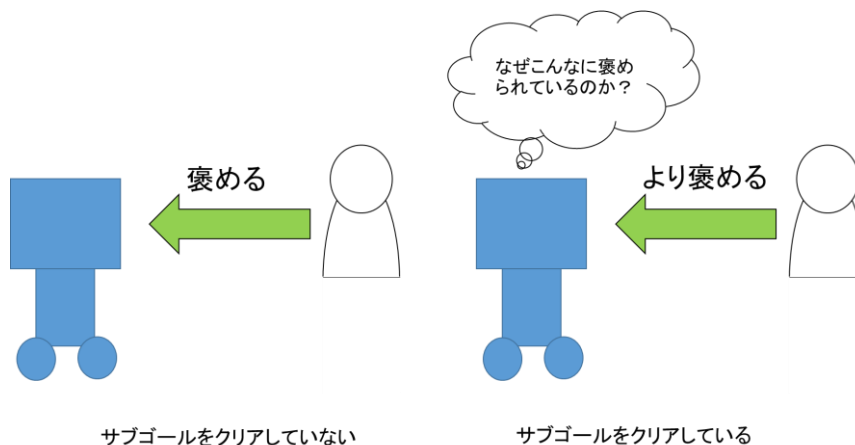 なぜこんなに褒め
られているのか？
褒める
より褒める
サブゴールをクリアしていない
サブゴールをクリアしている